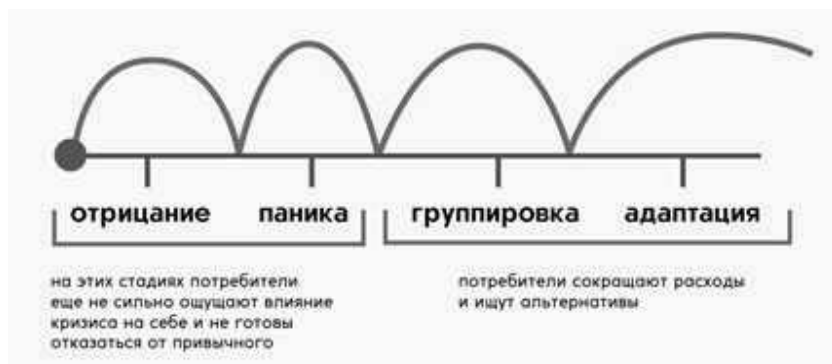 отрицание паника группировка адаптация
на этих стадиях потребители
еще не сильно ощущают влияние
кризиса на себе и не готовы
отказаться от привычного
потребители сокращают расходы
и ищут альтернативы